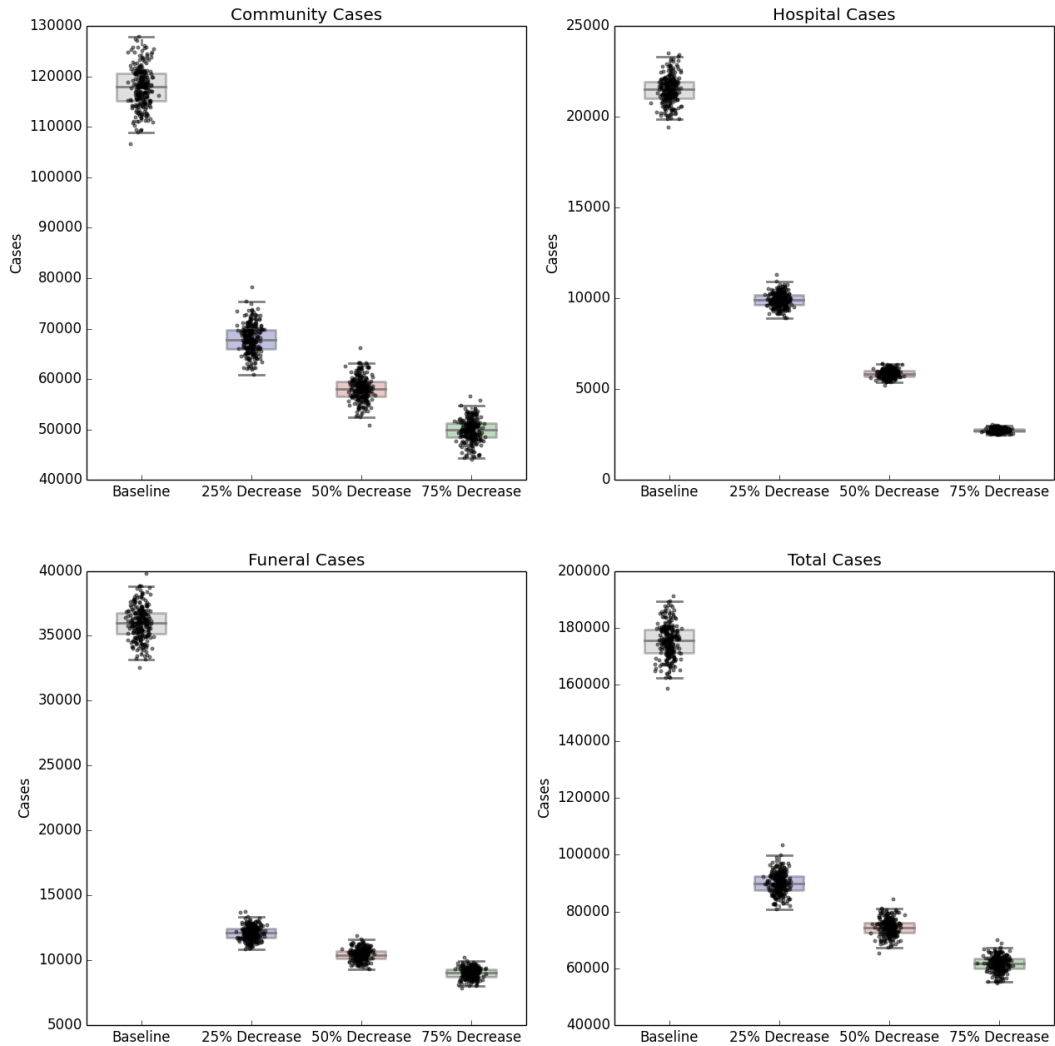 Community Cases
130000
120000
110000
100000
90000
80000
70000
60000
50000
40000
Cases
Baseline 25% Decrease 50% Decrease 75% Decrease
Hospital Cases
25000
20000
15000
10000
5000
0
Cases
Baseline 25% Decrease 50% Decrease 75% Decrease
Funeral Cases
40000
35000
30000
25000
20000
15000
10000
5000
Cases
Baseline 25% Decrease 50% Decrease 75% Decrease
Total Cases
200000
180000
160000
140000
120000
100000
80000
60000
40000
Cases
Baseline 25% Decrease 50% Decrease 75% Decrease